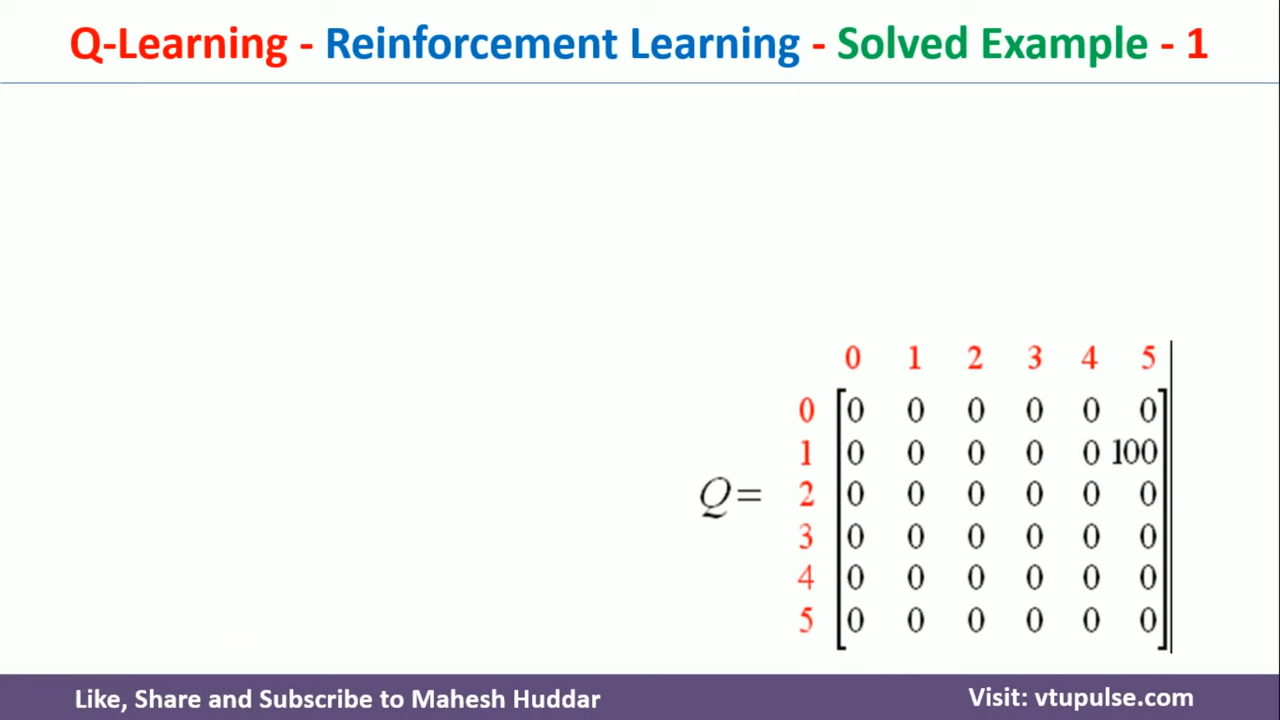 Q-Learning - Reinforcement Learning - Solved Example - 1
0 1 2 3 4 5
0 0 0 0 0 0 0
1 0 0 0 0 0 100
Q= 2 0 0 0 0 0 0
3 0 0 0 0 0 0
4 0 0 0 0 0 0
5 0 0 0 0 0 0
Like, Share and Subscribe to Mahesh Huddar
Visit: vtupulse.com